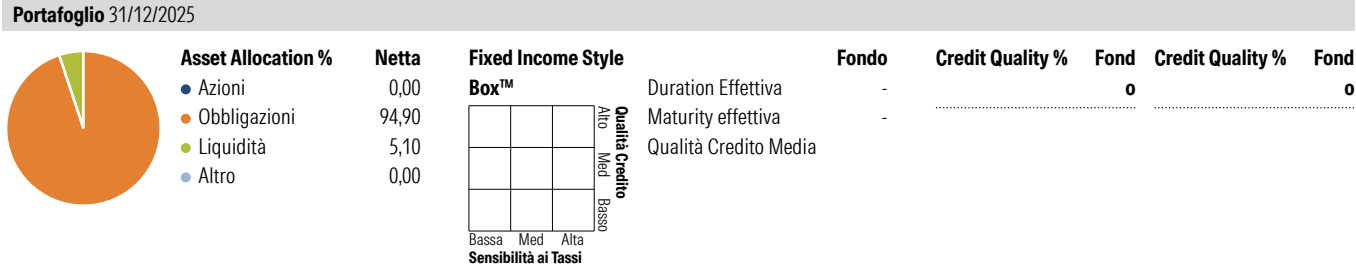 Portafoglio 31/12/2025
Asset Allocation % Netta
Azioni 0,00
Obbligazioni 94,90
Liquidità 5,10
Altro 0,00
Fixed Income Style
Box™
Alto Med Basso
Qualità Credito
Bassa Med Alta
Sensibilità ai Tassi
Fondo
Duration Effettiva -
Maturity effettiva -
Qualità Credito Media
Credit Quality % Fond
o
Credit Quality % Fond
o